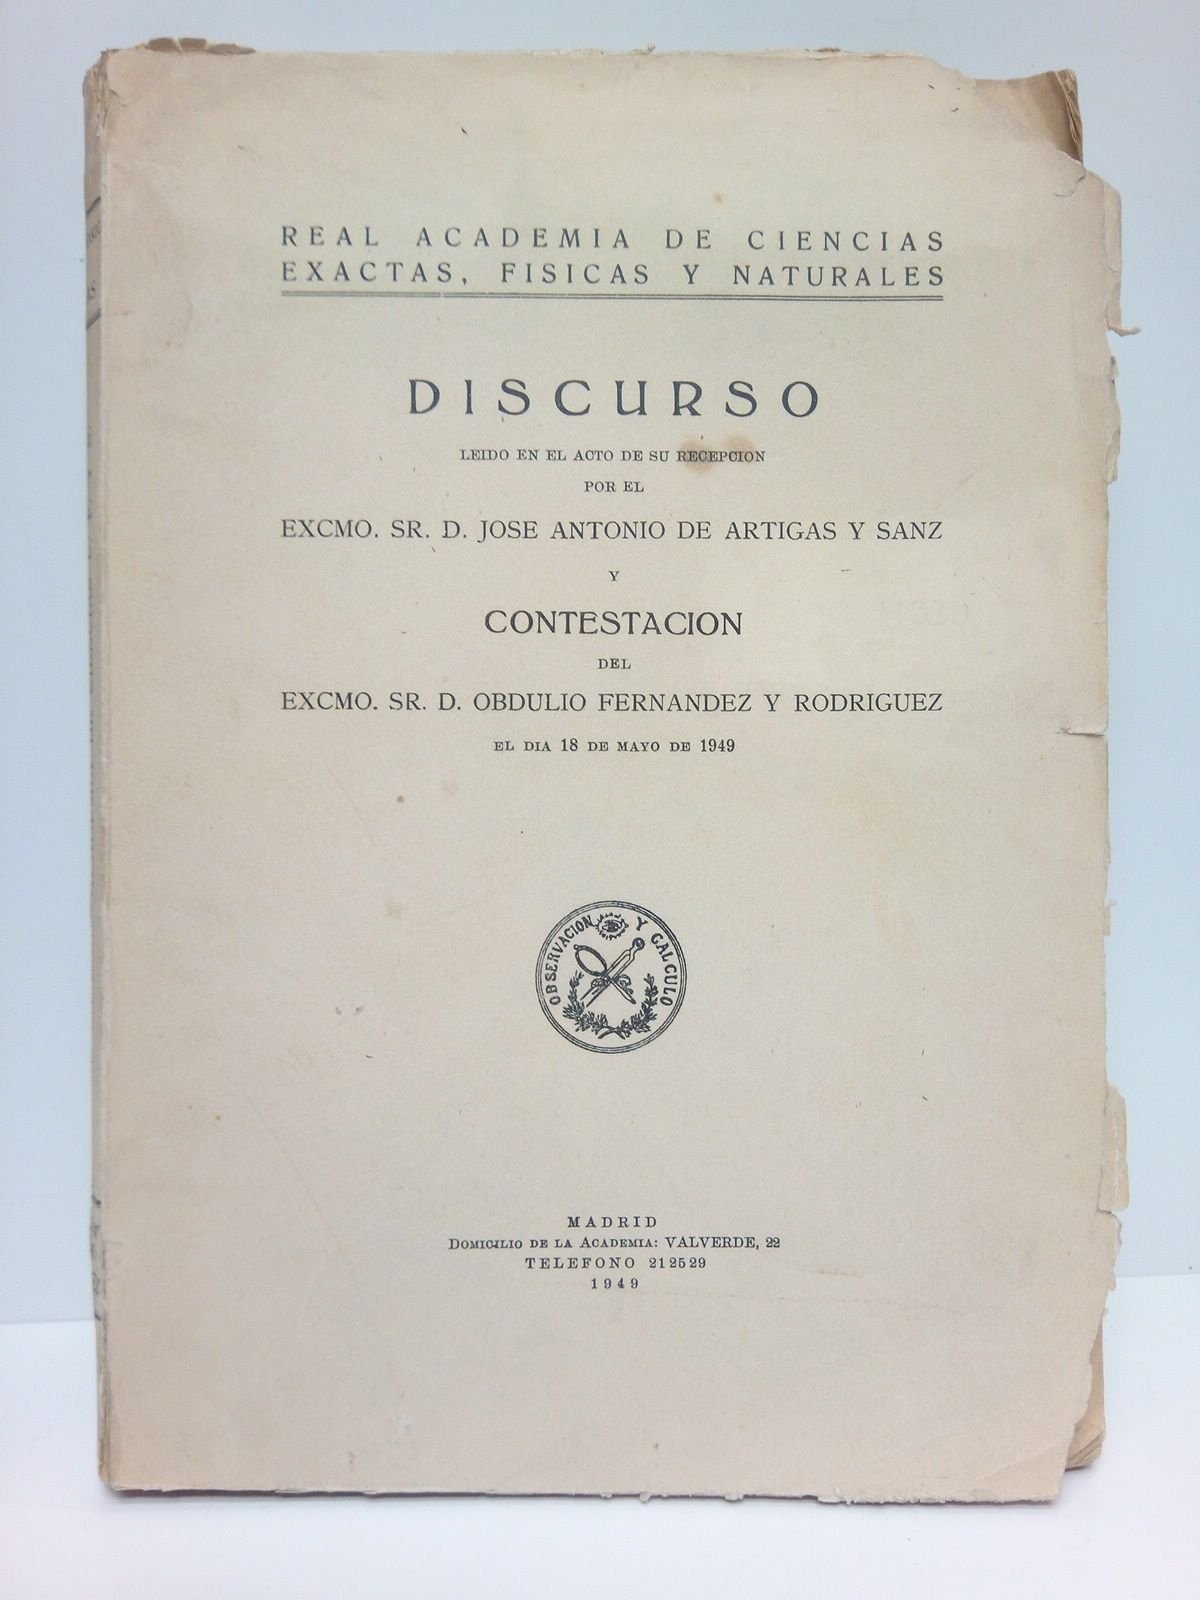 REAL ACADEMIA DE CIENCIAS
EXACTAS, FISICAS Y NATURALES
DISCURSO
LEIDO EN EL ACTO DE SU RECEPCION
POR EL
EXCMO. SR. D. JOSE ANTONIO DE ARTIGAS Y SANZ
Y
CONTESTACION
DEL
EXCMO. SR. D. OBDULIO FERNANDEZ Y RODRIGUEZ
EL DIA 18 DE MAYO DE 1949
OBSERVACION Y CALCULO
MADRID
DOMICILIO DE LA ACADEMIA: VALVERDE, 22
TELEFONO 212529
1949